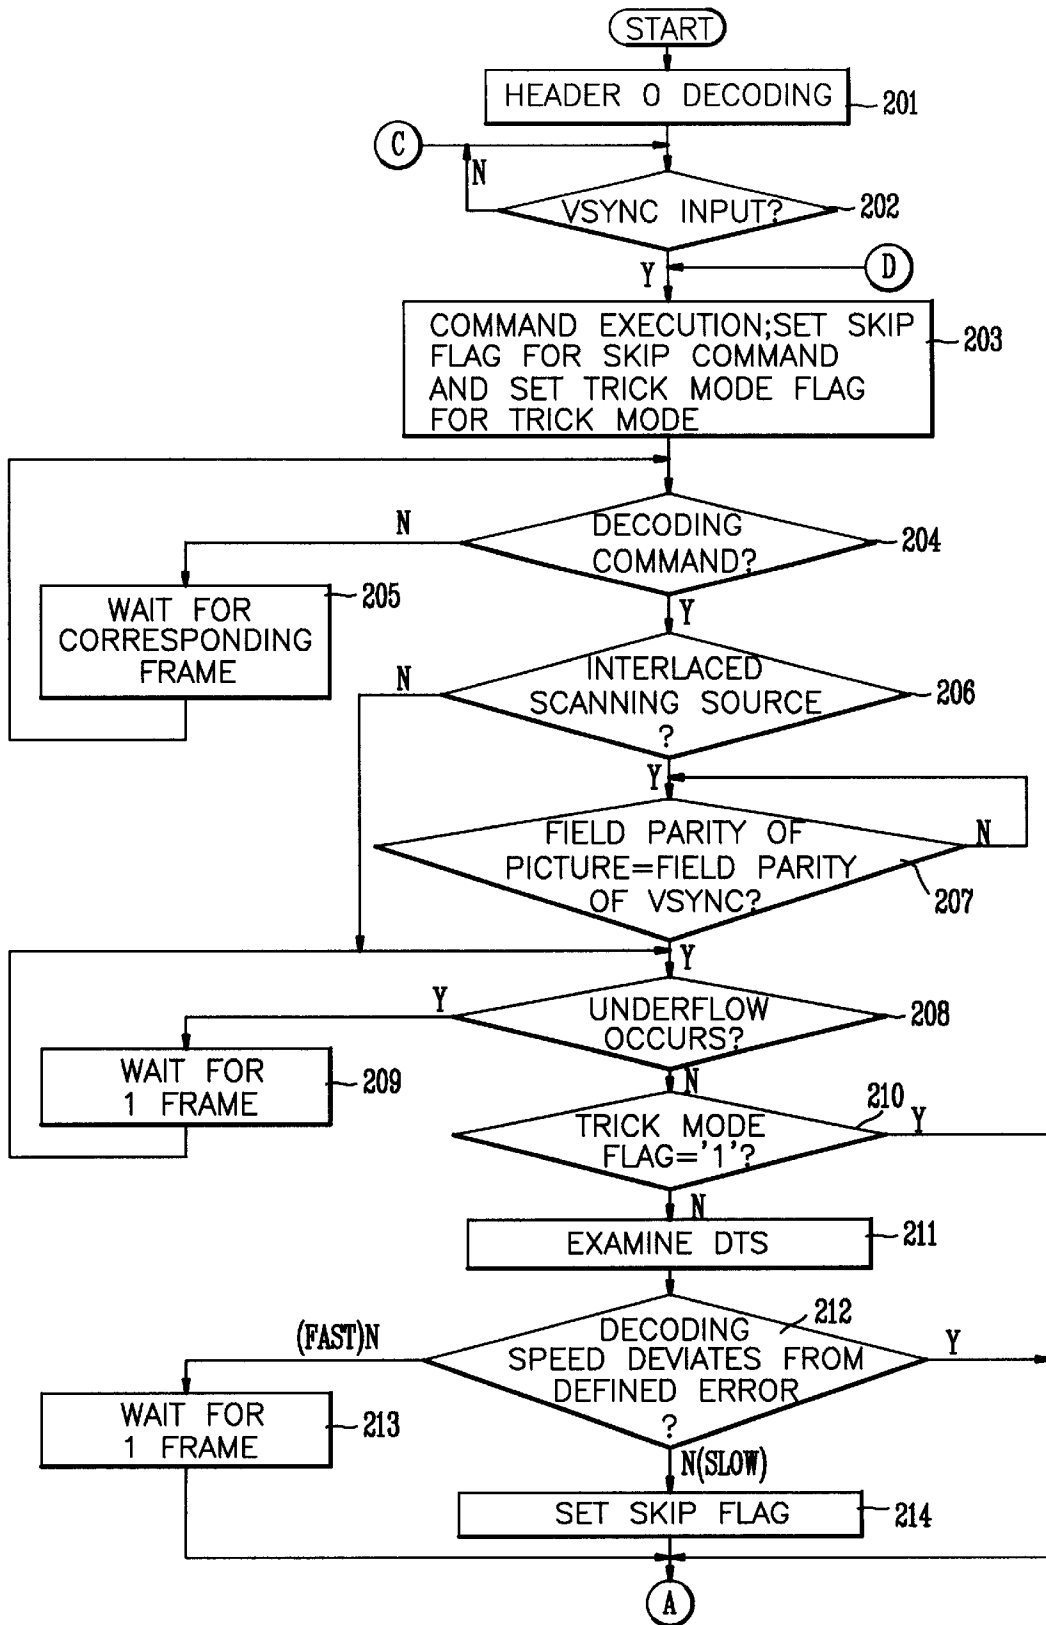 START
HEADER 0 DECODING
201
C
N
VSYNC INPUT?
202
Y
D
COMMAND EXECUTION;SET SKIP
FLAG FOR SKIP COMMAND
AND SET TRICK MODE FLAG
FOR TRICK MODE
203
N
DECODING
COMMAND?
204
Y
WAIT FOR
CORRESPONDING
FRAME
205
N
INTERLACED
SCANNING SOURCE
?
206
Y
FIELD PARITY OF
PICTURE=FIELD PARITY
OF VSYNC?
N
207
Y
Y
UNDERFLOW
OCCURS?
208
N
WAIT FOR
1 FRAME
209
TRICK MODE
FLAG='1'?
210
Y
N
EXAMINE DTS
211
(FAST)N
DECODING
SPEED DEVIATES FROM
DEFINED ERROR
?
212
Y
WAIT FOR
1 FRAME
213
N(SLOW)
SET SKIP FLAG
214
A